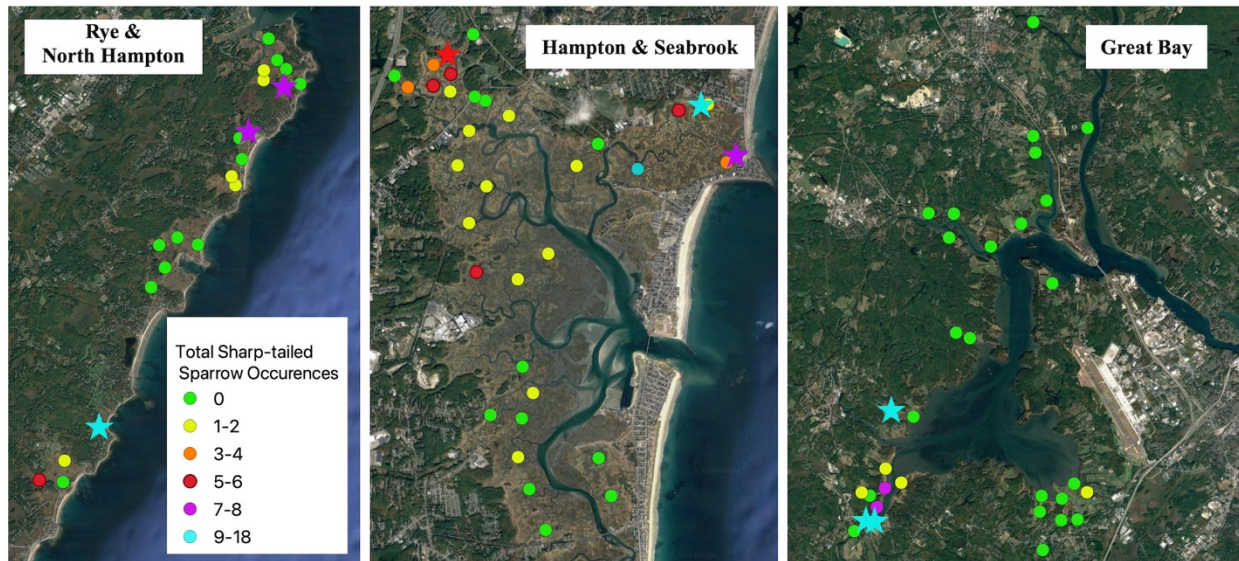 Rye &
North Hampton
Hampton & Seabrook
Great Bay
Total Sharp-tailed
Sparrow Occurences
0
1-2
3-4
5-6
7-8
9-18